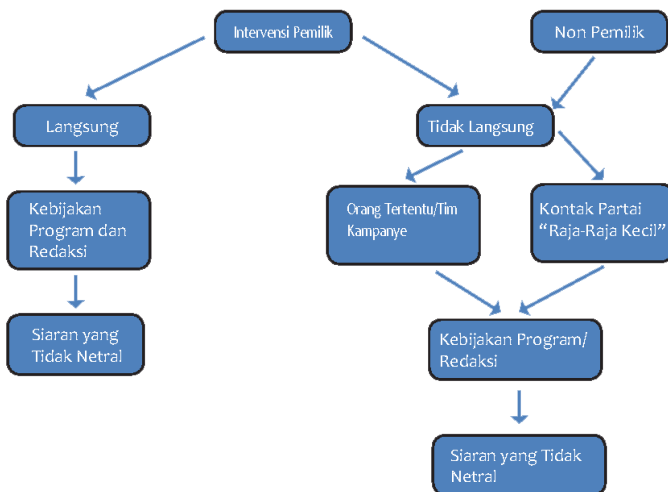 Intervensi Pemilik
Non Pemilik
Langsung
Tidak Langsung
Kebijakan
Program dan
Redaksi
Orang Tertentu/Tim
Kampanye
Kontak Partai
“Raja-Raja Kecil”
Siaran yang
Tidak Netral
Kebijakan Program/
Redaksi
Siaran yang Tidak
Netral